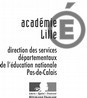 académie
Lille
direction des services
départementaux
de l'éducation nationale
Pas-de-Calais